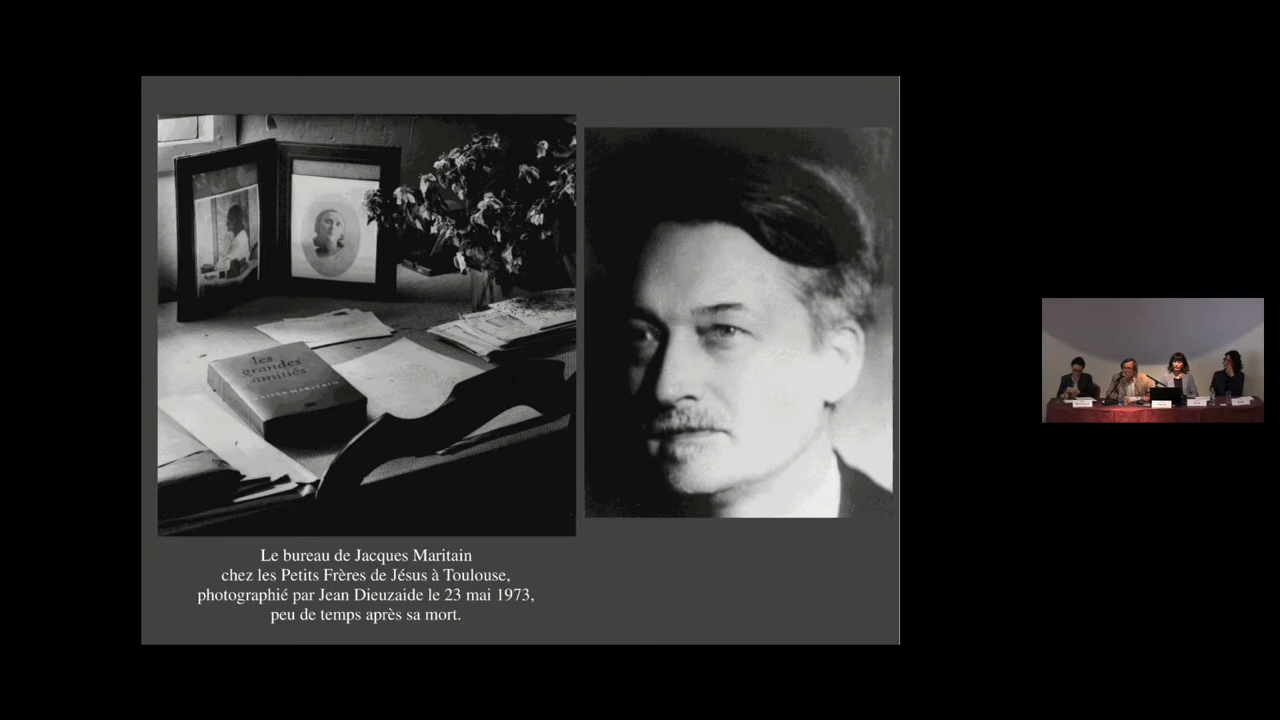 les
grandes
amitiés
Le bureau de Jacques Maritain
chez les Petits Frères de Jésus à Toulouse,
photographié par Jean Dieuzaide le 23 mai 1973,
peu de temps après sa mort.